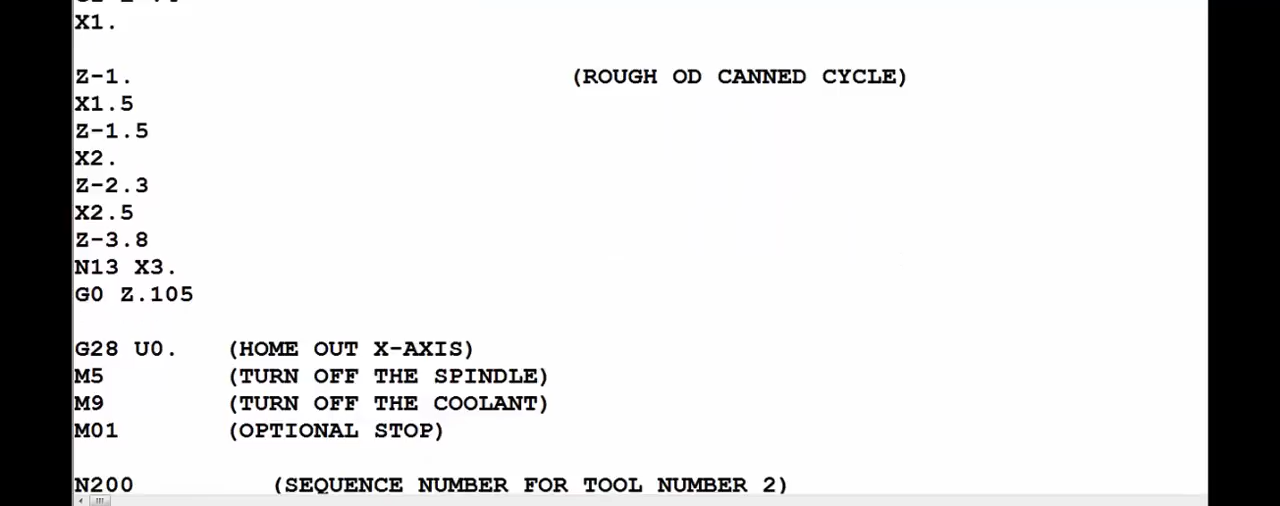 X1.
Z-1. (ROUGH OD CANNED CYCLE)
X1.5
Z-1.5
X2.
Z-2.3
X2.5
Z-3.8
N13 X3.
G0 Z.105
G28 U0. (HOME OUT X-AXIS)
M5 (TURN OFF THE SPINDLE)
M9 (TURN OFF THE COOLANT)
M01 (OPTIONAL STOP)
N200 (SEQUENCE NUMBER FOR TOOL NUMBER 2)